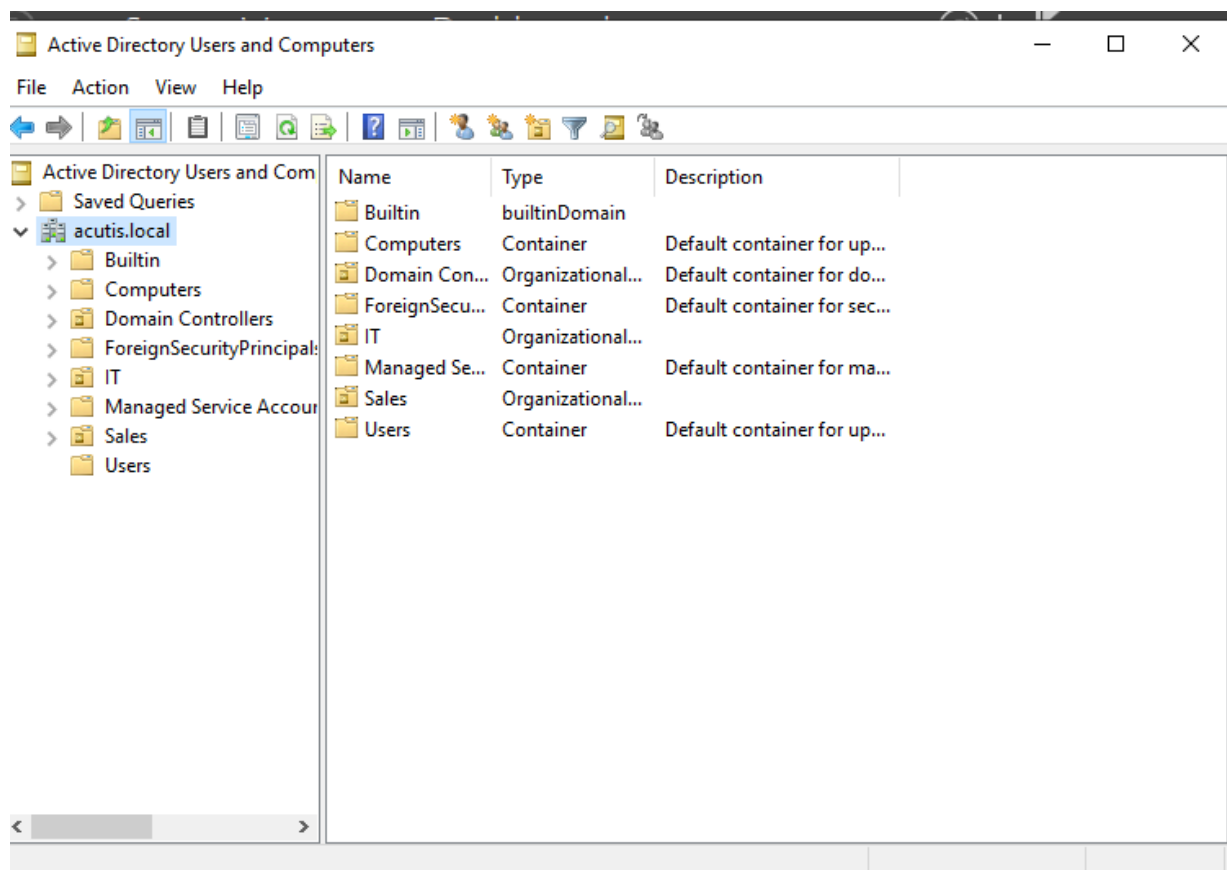 Active Directory Users and Computers
File Action View Help
Active Directory Users and Com
Saved Queries
acutis.local
Builtin
Computers
Domain Controllers
ForeignSecurityPrincipals
IT
Managed Service Accour
Sales
Users
Name Type Description
Builtin builtinDomain
Computers Container Default container for up...
Domain Con... Organizational... Default container for do...
ForeignSecu... Container Default container for sec...
IT Organizational...
Managed Se... Container Default container for ma...
Sales Organizational...
Users Container Default container for up...